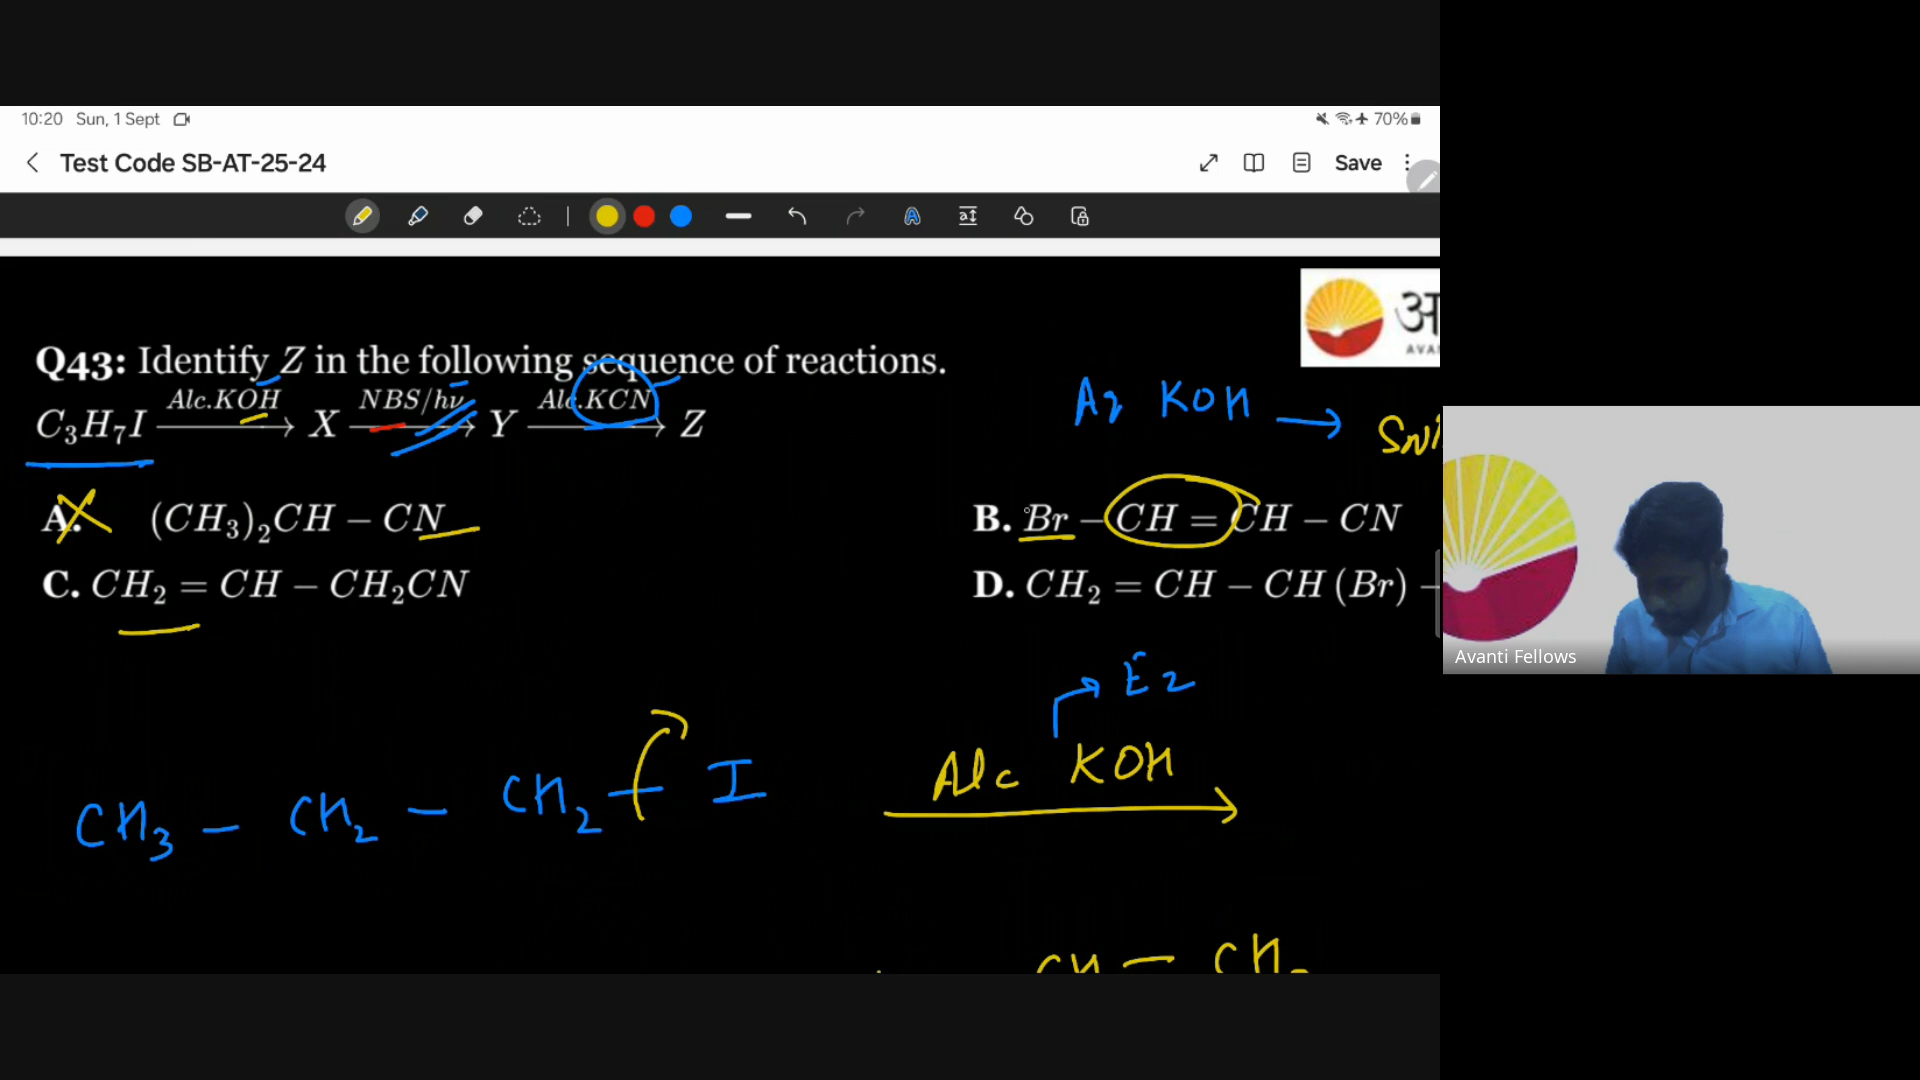 10:20 Sun, 1 Sept 70%
Test Code SB-AT-25-24
Save
अ
AVA
Q43: Identify Z in the following sequence of reactions.
C₃H₇I —Alc.KOH→ X —NBS/hν→ Y —Alc.KCN→ Z
Aq KOH →
A. (CH₃)₂CH − CN
B. Br − CH = CH − CN
C. CH₂ = CH − CH₂CN
D. CH₂ = CH − CH (Br) −
Avanti Fellows
E2
CH₃ − CH₂ − CH₂ − I
Alc KOH